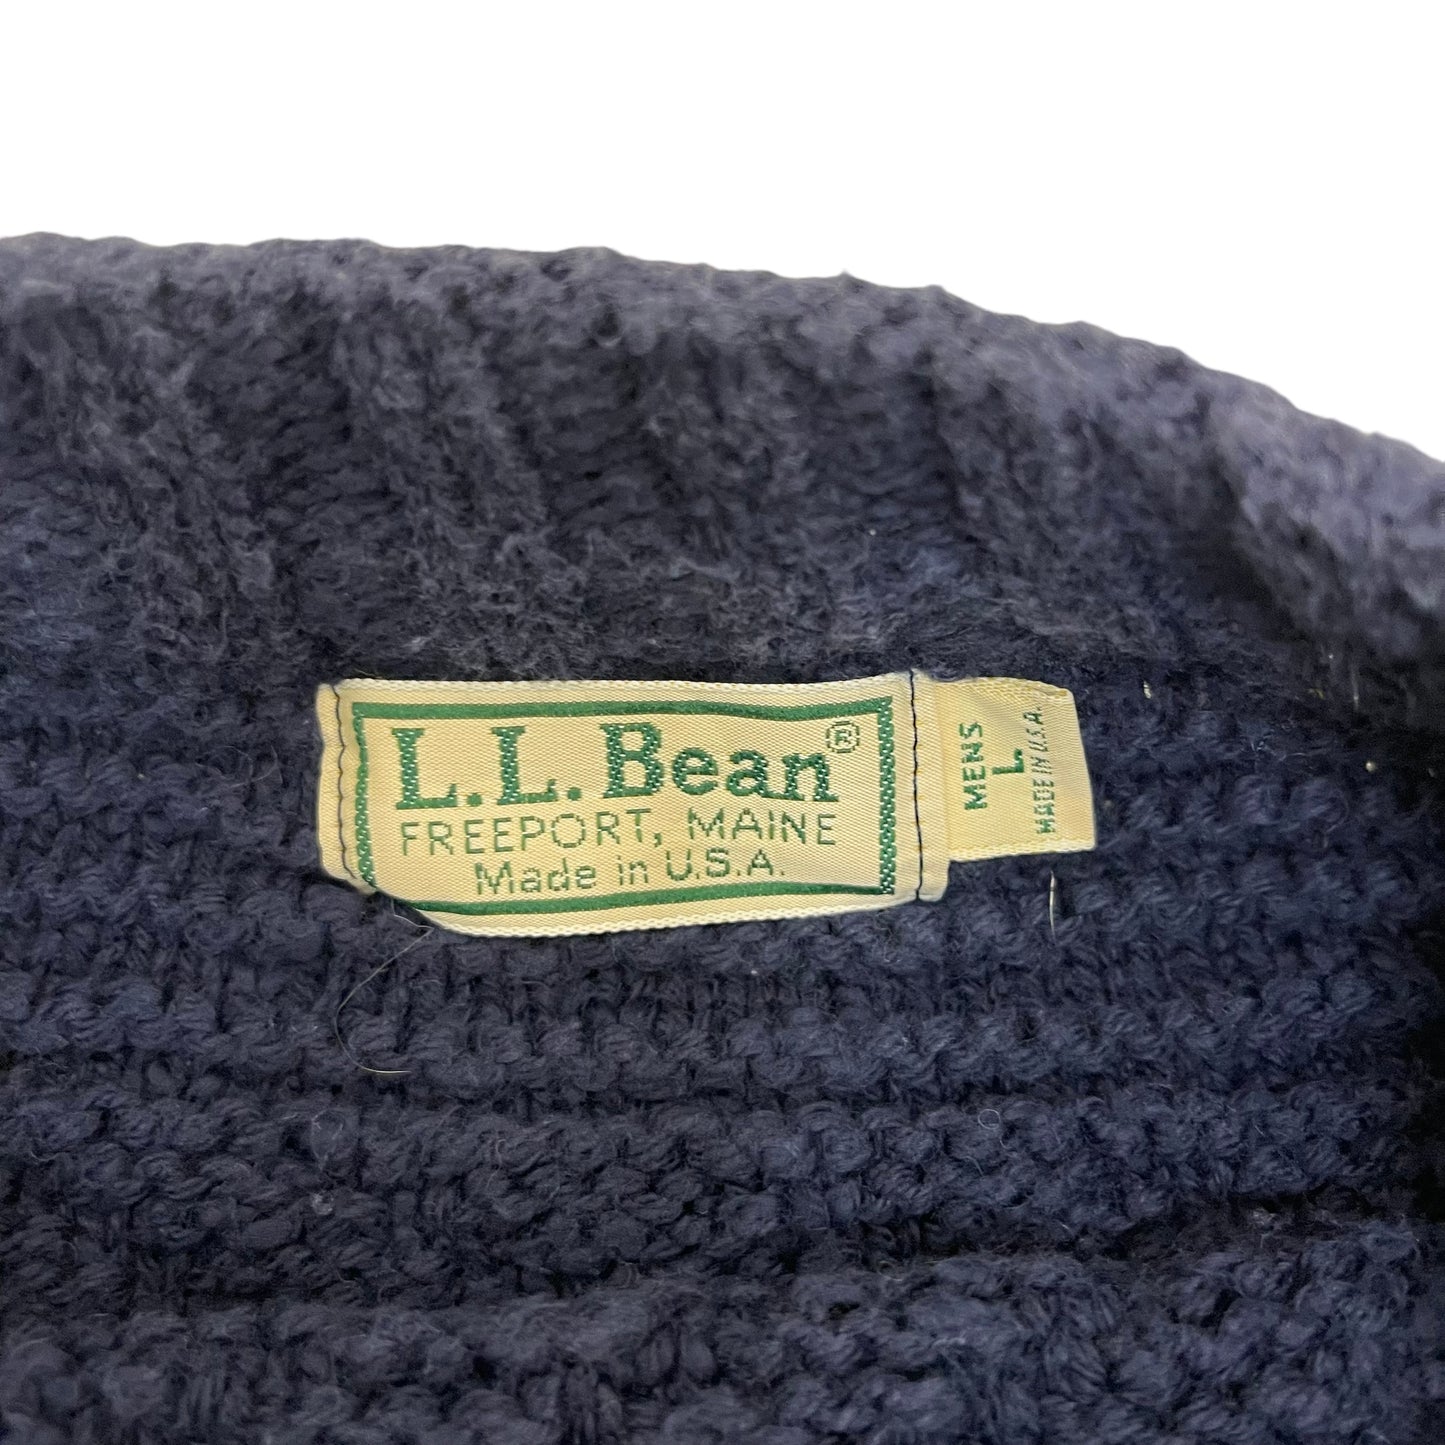 L.L.Bean®
FREEPORT, MAINE
Made in U.S.A.
MENS
L
MADE IN U.S.A.